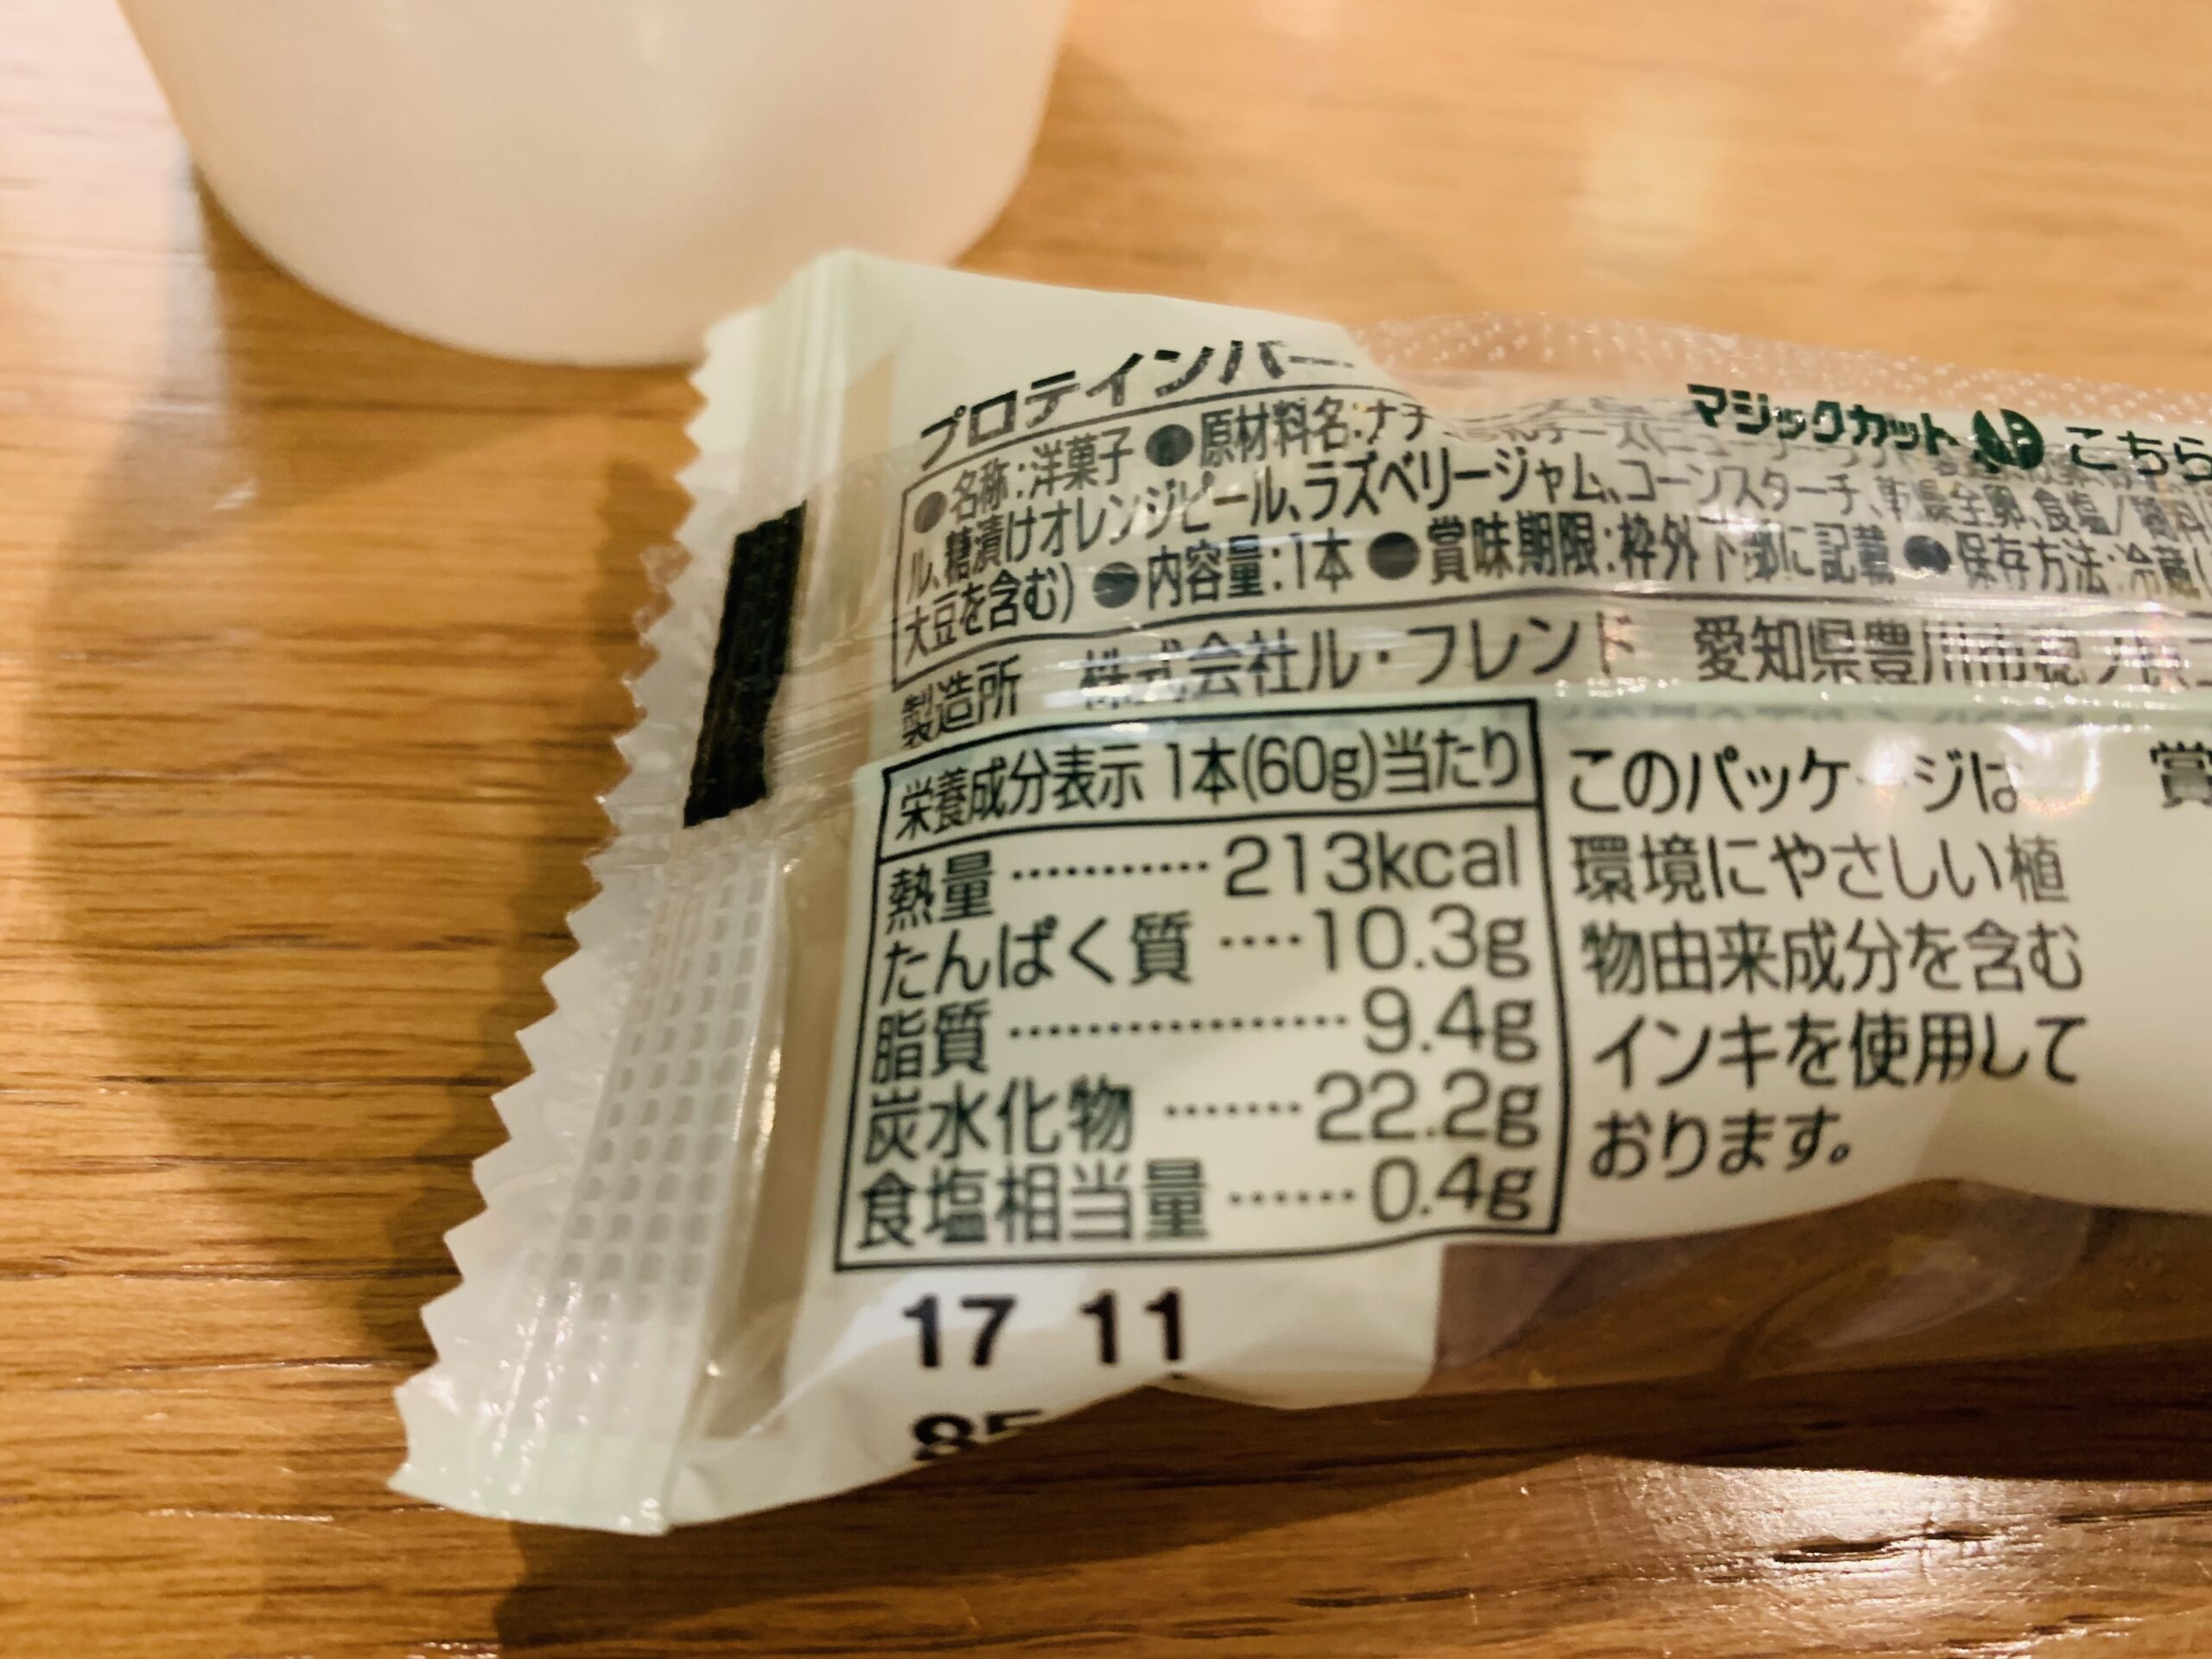 プロテインバー
マジックカット こちら
●名称:洋菓子 ●原材料名:ナチ
ル、糖漬けオレンジピール、ラズベリージャム、コーンスターチ、乾燥全卵、食塩/
大豆を含む) ●内容量:1本 ●賞味期限:枠外下部に記載 ●保存方法:冷蔵(
製造所 株式会社ル・フレンド 愛知県豊川市穂ノ原
栄養成分表示 1本(60g)当たり
熱量 ………… 213kcal
たんぱく質 ‥‥10.3g
脂質 ……………… 9.4g
炭水化物 ……‥22.2g
食塩相当量 ……0.4g
このパッケージは
環境にやさしい植
物由来成分を含む
インキを使用して
おります。
賞
17 11